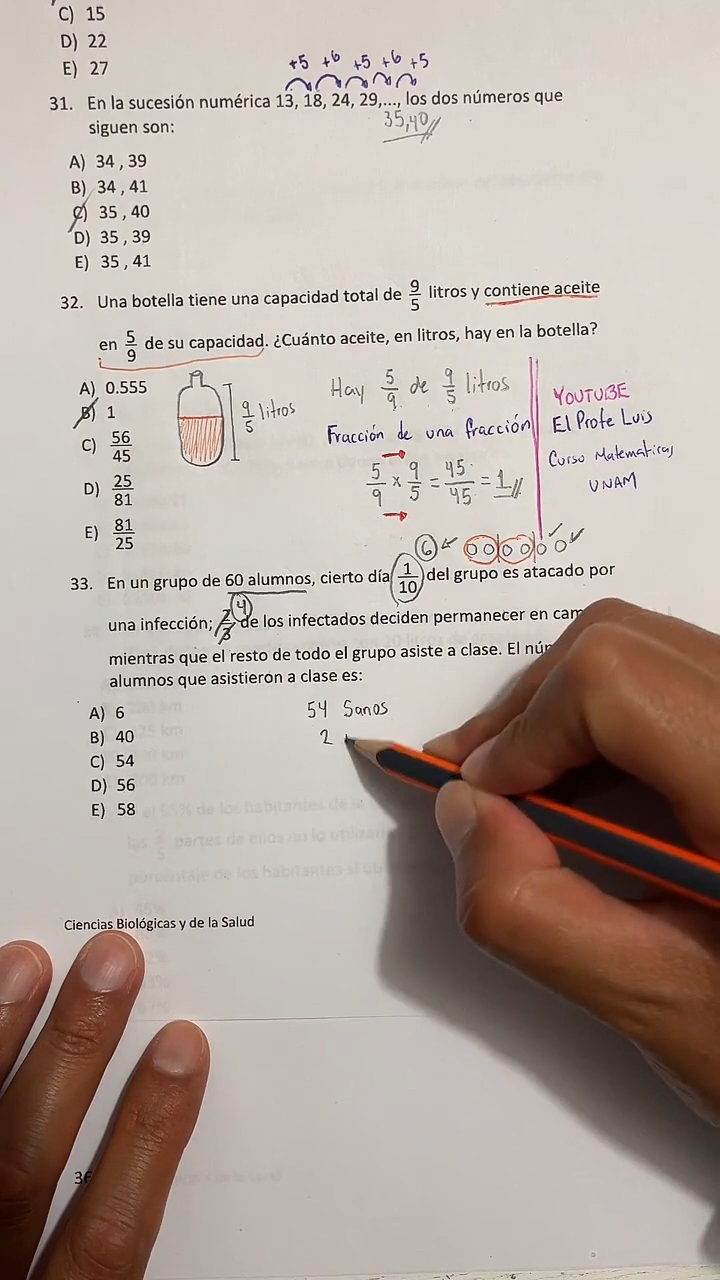 C) 15
D) 22
E) 27
+5 +6 +5 +6 +5
31. En la sucesión numérica 13, 18, 24, 29,..., los dos números que
siguen son:
35,40
A) 34 , 39
B) 34 , 41
C) 35 , 40
D) 35 , 39
E) 35 , 41
32. Una botella tiene una capacidad total de 9/5 litros y contiene aceite
en 5/9 de su capacidad. ¿Cuánto aceite, en litros, hay en la botella?
A) 0.555
B) 1
C) 56/45
D) 25/81
E) 81/25
9/5 litros
Hay 5/9 de 9/5 litros
Fracción de una fracción
5/9 x 9/5 = 45/45 = 1
YOUTUBE
El Profe Luis
Curso Matemáticas
UNAM
6
33. En un grupo de 60 alumnos, cierto día 1/10 del grupo es atacado por
4
una infección; 2/3 de los infectados deciden permanecer en
mientras que el resto de todo el grupo asiste a clase. El
alumnos que asistieron a clase es:
A) 6
B) 40
C) 54
D) 56
E) 58
54 Sanos
2
Ciencias Biológicas y de la Salud